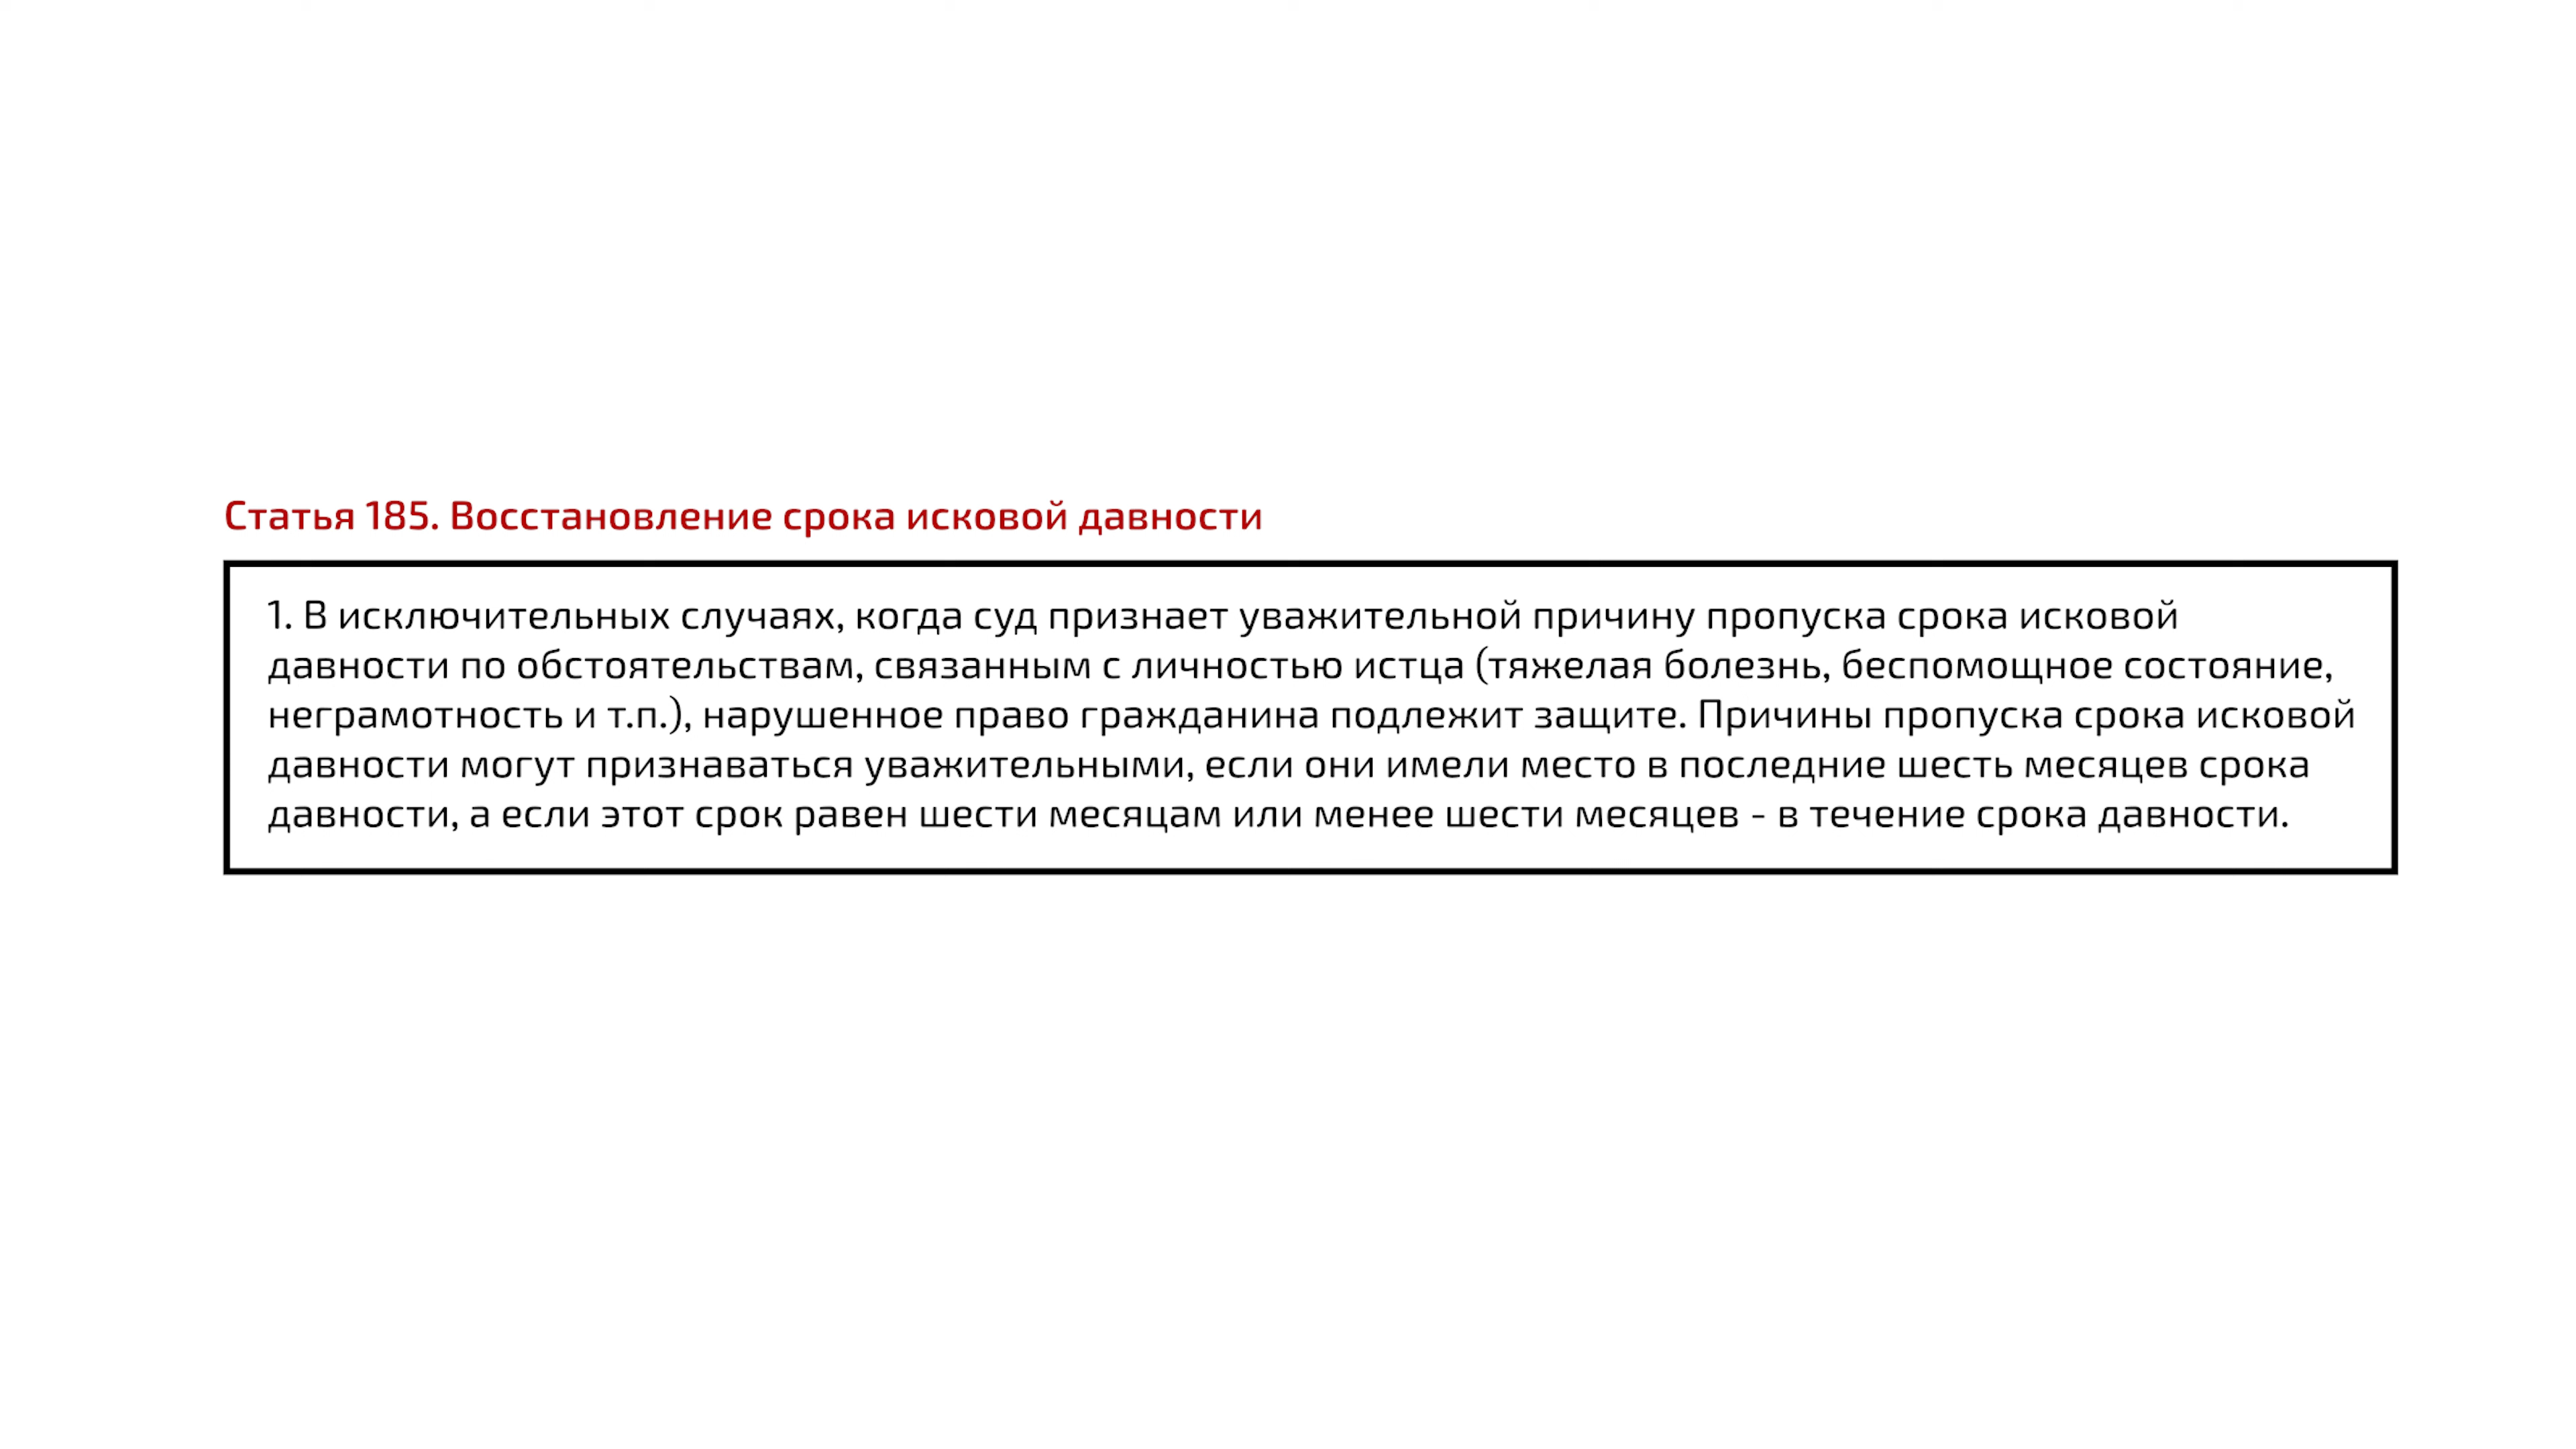 Статья 185. Восстановление срока исковой давности
1. В исключительных случаях, когда суд признает уважительной причину пропуска срока исковой
давности по обстоятельствам, связанным с личностью истца (тяжелая болезнь, беспомощное состояние,
неграмотность и т.п.), нарушенное право гражданина подлежит защите. Причины пропуска срока исковой
давности могут признаваться уважительными, если они имели место в последние шесть месяцев срока
давности, а если этот срок равен шести месяцам или менее шести месяцев - в течение срока давности.